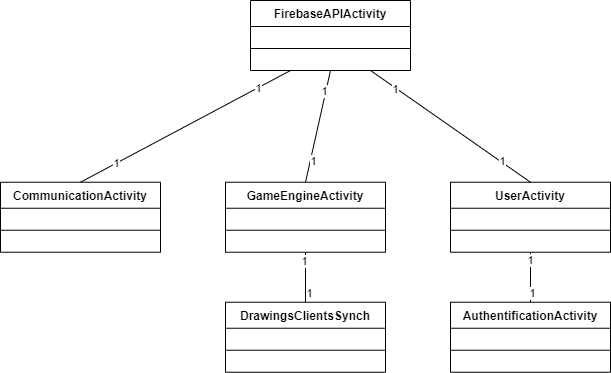 FirebaseAPIActivity
1
1
1
1
1
1
CommunicationActivity
GameEngineActivity
UserActivity
1
1
1
1
DrawingsClientsSynch
AuthentificationActivity